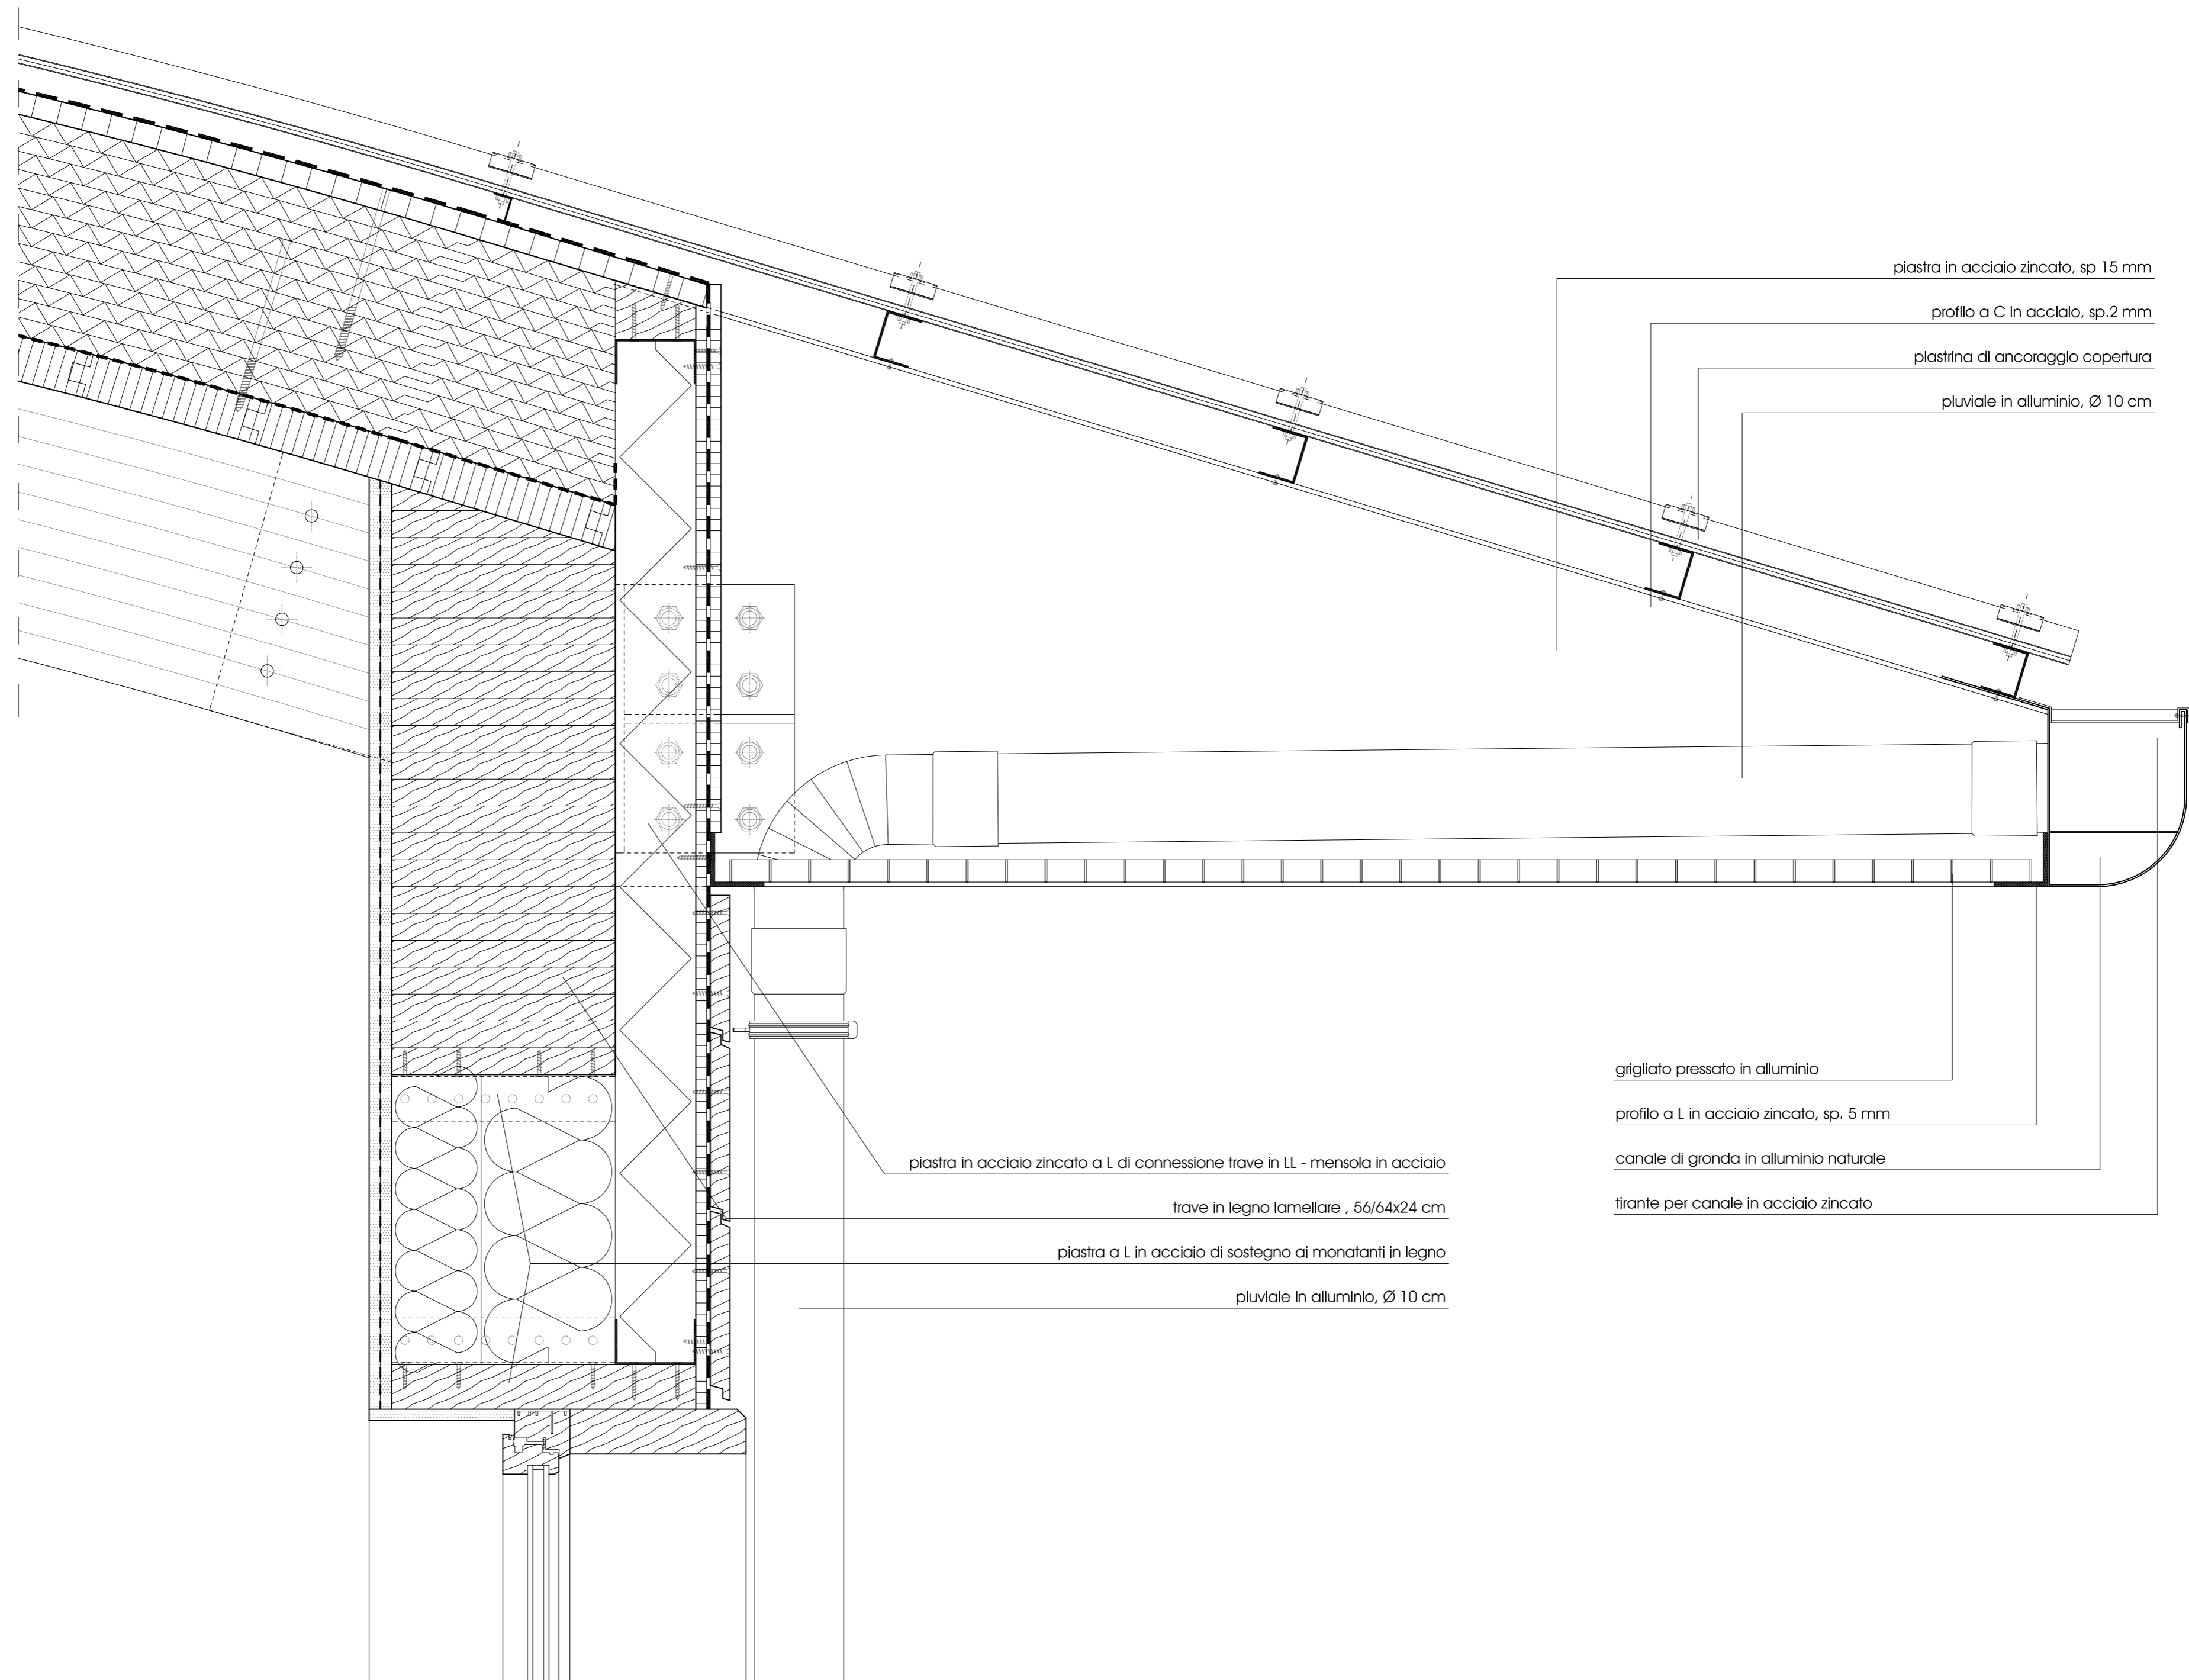 piastra in acciaio zincato, sp 15 mm
profilo a C in acciaio, sp.2 mm
piastrina di ancoraggio copertura
pluviale in alluminio, Ø 10 cm
grigliato pressato in alluminio
profilo a L in acciaio zincato, sp. 5 mm
canale di gronda in alluminio naturale
tirante per canale in acciaio zincato
piastra in acciaio zincato a L di connessione trave in LL - mensola in acciaio
trave in legno lamellare , 56/64x24 cm
piastra a L in acciaio di sostegno ai monatanti in legno
pluviale in alluminio, Ø 10 cm